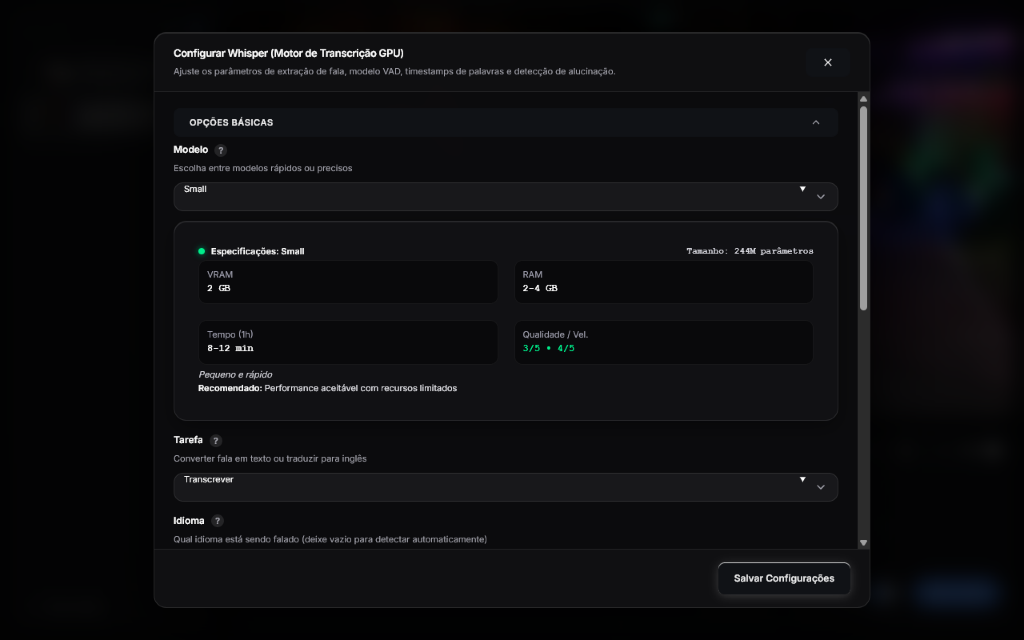 Configurar Whisper (Motor de Transcrição GPU)
Ajuste os parâmetros de extração de fala, modelo VAD, timestamps de palavras e detecção de alucinação.
OPÇÕES BÁSICAS
Modelo ?
Escolha entre modelos rápidos ou precisos
Small
Especificações: Small
Tamanho: 244M parâmetros
VRAM
2 GB
RAM
2-4 GB
Tempo (1h)
8-12 min
Qualidade / Vel.
3/5 • 4/5
Pequeno e rápido
Recomendado: Performance aceitável com recursos limitados
Tarefa ?
Converter fala em texto ou traduzir para inglês
Transcrever
Idioma ?
Qual idioma está sendo falado (deixe vazio para detectar automaticamente)
Salvar Configurações